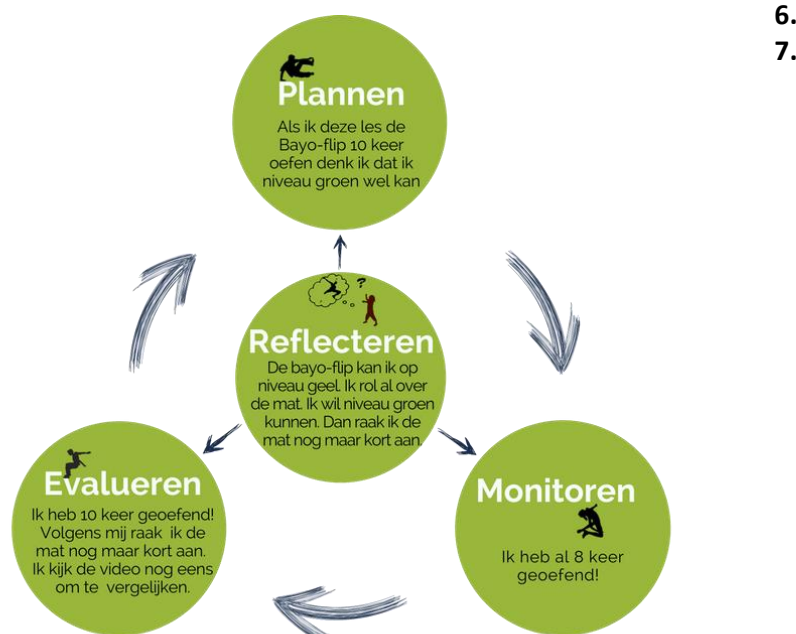 6.
7.
Plannen
Als ik deze les de
Bayo-flip 10 keer
oefen denk ik dat ik
niveau groen wel kan
?
Reflecteren
De bayo-flip kan ik op
niveau geel. Ik rol al over
de mat. Ik wil niveau groen
kunnen. Dan raak ik de
mat nog maar kort aan.
Evalueren
Ik heb 10 keer geoefend!
Volgens mij raak ik de
mat nog maar kort aan.
Ik kijk de video nog eens
om te vergelijken.
Monitoren
Ik heb al 8 keer
geoefend!